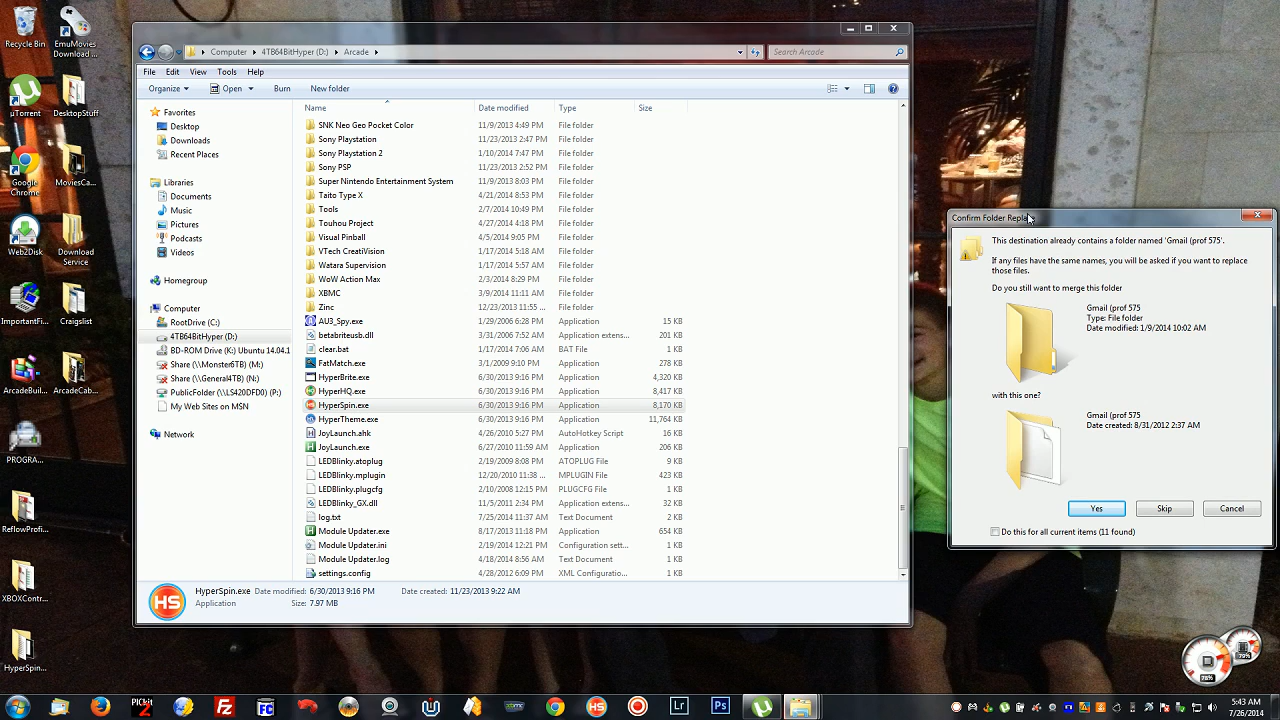 Recycle Bin
EmuMovies
Download ...
µTorrent
DesktopStuff
Google
Chrome
MoviesCa...
Web2Disk
Download
Service
ImportantFi...
Craigslist
ArcadeBuil...
ArcadeCab...
PROGRA...
ReflowProfi...
XBOXContr...
HyperSpin...
Computer
4TB64BitHyper (D:)
Arcade
Search Arcade
File Edit View Tools Help
Organize Open Burn New folder
Favorites
Desktop
Downloads
Recent Places
Libraries
Documents
Music
Pictures
Podcasts
Videos
Homegroup
Computer
RootDrive (C:)
4TB64BitHyper (D:)
BD-ROM Drive (K:) Ubuntu 14.04.1
Share (\\Monster6TB) (M:)
Share (\\General4TB) (N:)
PublicFolder (\\LS420DFD0) (P:)
My Web Sites on MSN
Network
Name Date modified Type Size
SNK Neo Geo Pocket Color 11/9/2013 4:49 PM File folder
Sony Playstation 11/23/2013 2:47 PM File folder
Sony Playstation 2 1/10/2014 7:47 PM File folder
Sony PSP 11/23/2013 2:52 PM File folder
Super Nintendo Entertainment System 11/9/2013 8:03 PM File folder
Taito Type X 4/21/2014 8:53 PM File folder
Tools 2/7/2014 10:49 PM File folder
Touhou Project 4/27/2014 4:18 PM File folder
Visual Pinball 4/5/2014 9:05 PM File folder
VTech CreatiVision 1/17/2014 5:18 AM File folder
Watara Supervision 1/17/2014 5:57 AM File folder
WoW Action Max 2/3/2014 8:29 PM File folder
XBMC 3/9/2014 11:11 AM File folder
Zinc 12/23/2013 11:55 ... File folder
AU3_Spy.exe 1/29/2006 6:28 PM Application 15 KB
betabriteusb.dll 3/31/2006 7:52 AM Application extens... 201 KB
clear.bat 1/17/2014 7:06 AM BAT File 1 KB
FatMatch.exe 3/1/2009 9:10 PM Application 278 KB
HyperBrite.exe 6/30/2013 9:16 PM Application 4,320 KB
HyperHQ.exe 6/30/2013 9:16 PM Application 8,417 KB
HyperSpin.exe 6/30/2013 9:16 PM Application 8,170 KB
HyperTheme.exe 6/30/2013 9:16 PM Application 11,764 KB
JoyLaunch.ahk 4/26/2010 5:27 PM AutoHotkey Script 16 KB
JoyLaunch.exe 6/27/2010 11:59 AM Application 206 KB
LEDBlinky.atoplug 2/19/2009 8:08 PM ATOPLUG File 9 KB
LEDBlinky.mplugin 12/20/2010 11:38 ... MPLUGIN File 423 KB
LEDBlinky.plugcfg 2/10/2008 12:15 PM PLUGCFG File 1 KB
LEDBlinky_GX.dll 11/5/2011 2:34 PM Application extens... 32 KB
log.txt 7/25/2014 11:37 AM Text Document 2 KB
Module Updater.exe 8/17/2013 11:18 PM Application 654 KB
Module Updater.ini 2/19/2014 12:21 PM Configuration sett... 1 KB
Module Updater.log 4/18/2014 8:56 AM Text Document 1 KB
settings.config 4/28/2012 6:09 PM XML Configuratio... 1 KB
HS
HyperSpin.exe Date modified: 6/30/2013 9:16 PM Date created: 11/23/2013 9:22 AM
Application Size: 7.97 MB
Confirm Folder Repla
This destination already contains a folder named 'Gmail (prof 575'.
If any files have the same names, you will be asked if you want to replace
those files.
Do you still want to merge this folder
Gmail (prof 575
Type: File folder
Date modified: 1/9/2014 10:02 AM
with this one?
Gmail (prof 575
Date created: 8/31/2012 2:37 AM
Yes Skip Cancel
Do this for all current items (11 found)
79%
78%
PICkit
2
Fz
FC
HS
Lr
Ps
5:43 AM
7/26/2014